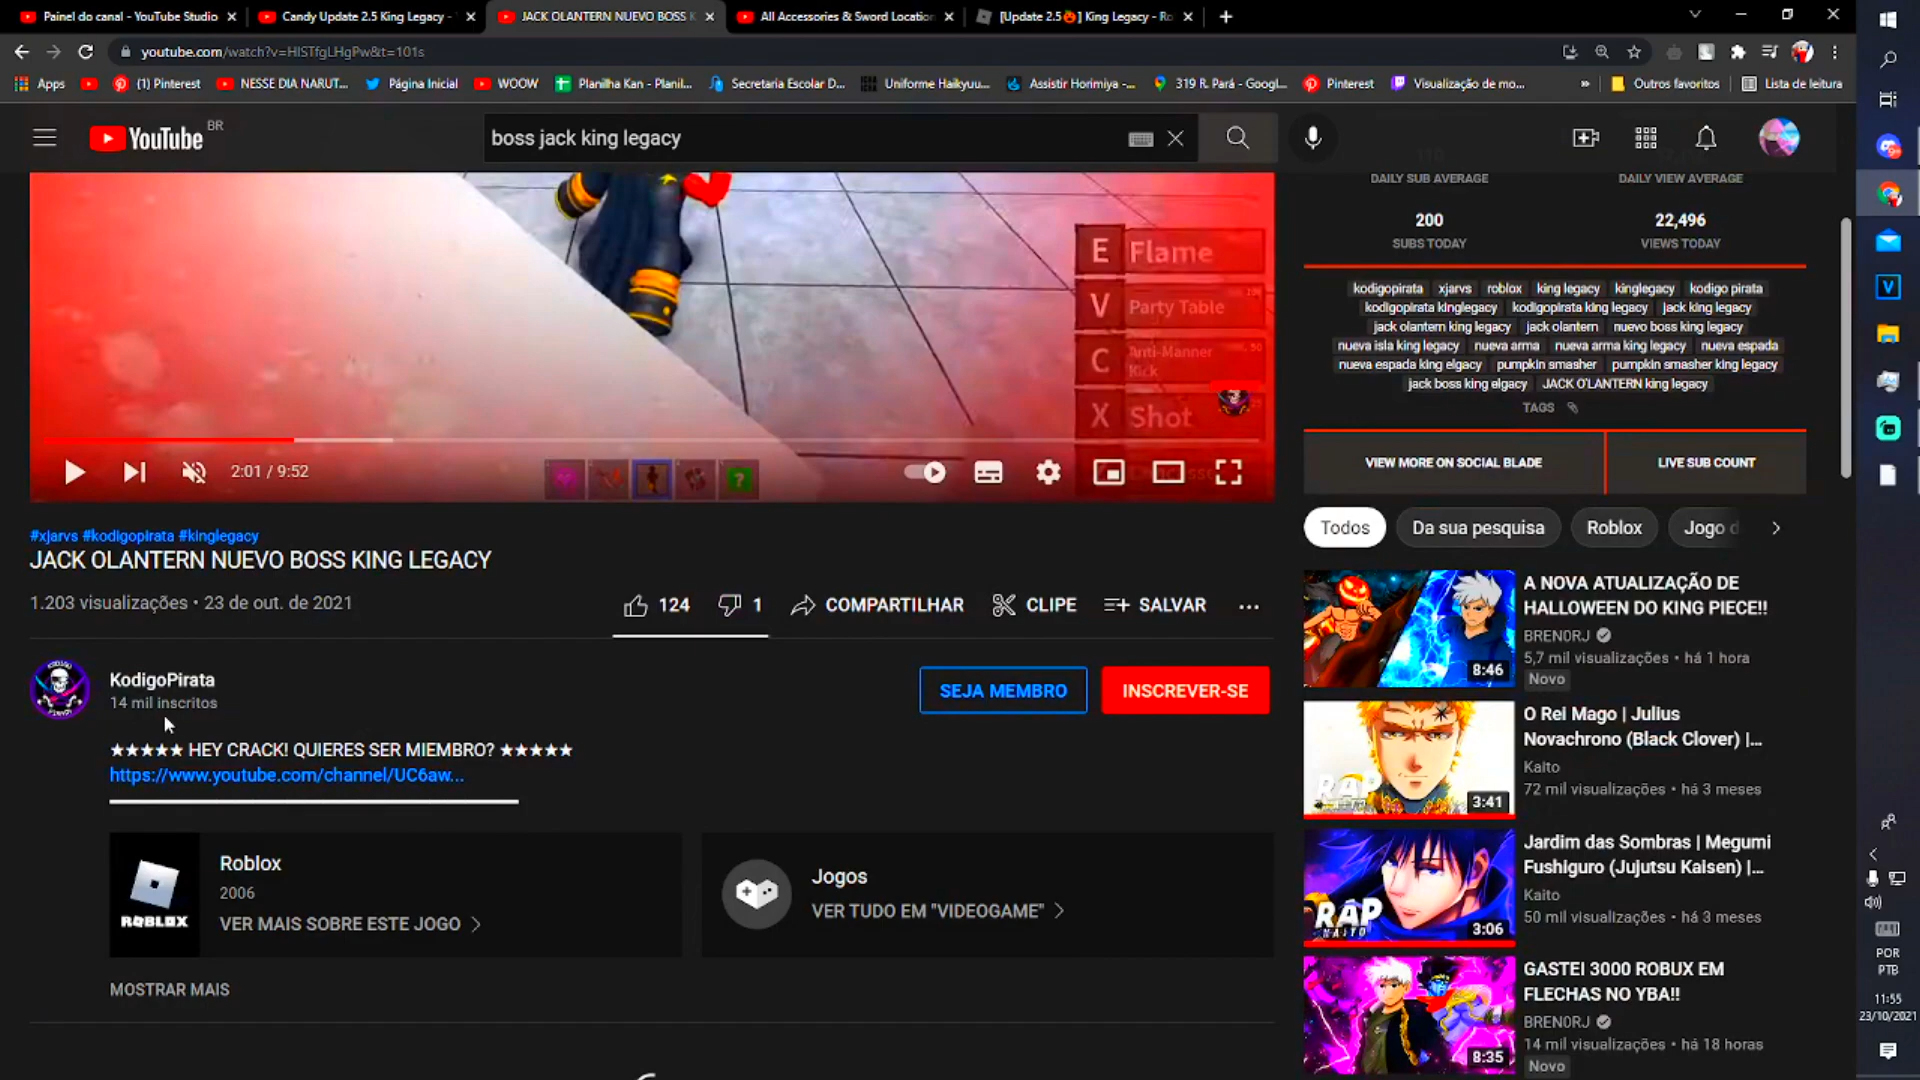 Painel do canal - YouTube Studio
Candy Update 2.5 King Legacy -
JACK OLANTERN NUEVO BOSS K
All Accessories & Sword Location
[Update 2.5🎃] King Legacy - Ro
youtube.com/watch?v=HlSTfgLHgPw&t=101s
Apps
(1) Pinterest
NESSE DIA NARUT...
Página Inicial
WOOW
Planilha Kan - Planil...
Secretaria Escolar D...
Uniforme Haikyuu...
Assistir Horimiya -...
319 R. Pará - Googl...
Pinterest
Visualização de mo...
»
Outros favoritos
Lista de leitura
YouTube BR
boss jack king legacy
E Flame
V Party Table
C Anti-Manner Kick
X Shot
2:01 / 9:52
DAILY SUB AVERAGE
DAILY VIEW AVERAGE
200
22,496
SUBS TODAY
VIEWS TODAY
kodigopirata xjarvs roblox king legacy kinglegacy kodigo pirata
kodigopirata kinglegacy kodigopirata king legacy jack king legacy
jack olantern king legacy jack olantern nuevo boss king legacy
nueva isla king legacy nueva arma nueva arma king legacy nueva espada
nueva espada king elgacy pumpkin smasher pumpkin smasher king legacy
jack boss king elgacy JACK O'LANTERN king legacy
TAGS
VIEW MORE ON SOCIAL BLADE
LIVE SUB COUNT
#xjarvs #kodigopirata #kinglegacy
JACK OLANTERN NUEVO BOSS KING LEGACY
1.203 visualizações • 23 de out. de 2021
124
1
COMPARTILHAR
CLIPE
SALVAR
KodigoPirata
14 mil inscritos
SEJA MEMBRO
INSCREVER-SE
★★★★★ HEY CRACK! QUIERES SER MIEMBRO? ★★★★★
https://www.youtube.com/channel/UC6aw...
ROBLOX
Roblox
2006
VER MAIS SOBRE ESTE JOGO
Jogos
VER TUDO EM "VIDEOGAME"
MOSTRAR MAIS
Todos
Da sua pesquisa
Roblox
Jogo d
A NOVA ATUALIZAÇÃO DE
HALLOWEEN DO KING PIECE!!
BREN0RJ
5,7 mil visualizações • há 1 hora
Novo
8:46
O Rei Mago | Julius
Novachrono (Black Clover) |...
Kaito
72 mil visualizações • há 3 meses
RAP
3:41
Jardim das Sombras | Megumi
Fushiguro (Jujutsu Kaisen) |...
Kaito
50 mil visualizações • há 3 meses
RAP
KAITO
3:06
GASTEI 3000 ROBUX EM
FLECHAS NO YBA!!
BREN0RJ
14 mil visualizações • há 18 horas
Novo
8:35
POR
PTB
11:55
23/10/2021